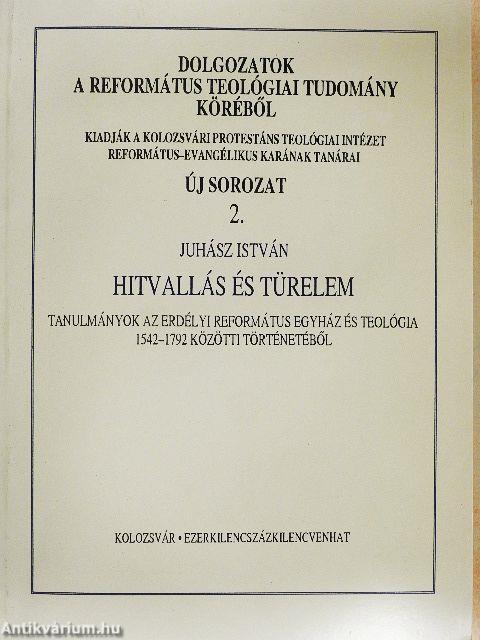 DOLGOZATOK
A REFORMÁTUS TEOLÓGIAI TUDOMÁNY
KÖRÉBŐL
KIADJÁK A KOLOZSVÁRI PROTESTÁNS TEOLÓGIAI INTÉZET
REFORMÁTUS–EVANGÉLIKUS KARÁNAK TANÁRAI
ÚJ SOROZAT
2.
JUHÁSZ ISTVÁN
HITVALLÁS ÉS TÜRELEM
TANULMÁNYOK AZ ERDÉLYI REFORMÁTUS EGYHÁZ ÉS TEOLÓGIA
1542–1792 KÖZÖTTI TÖRTÉNETÉBŐL
KOLOZSVÁR • EZERKILENCSZÁZKILENCVENHAT
Antikvárium.hu